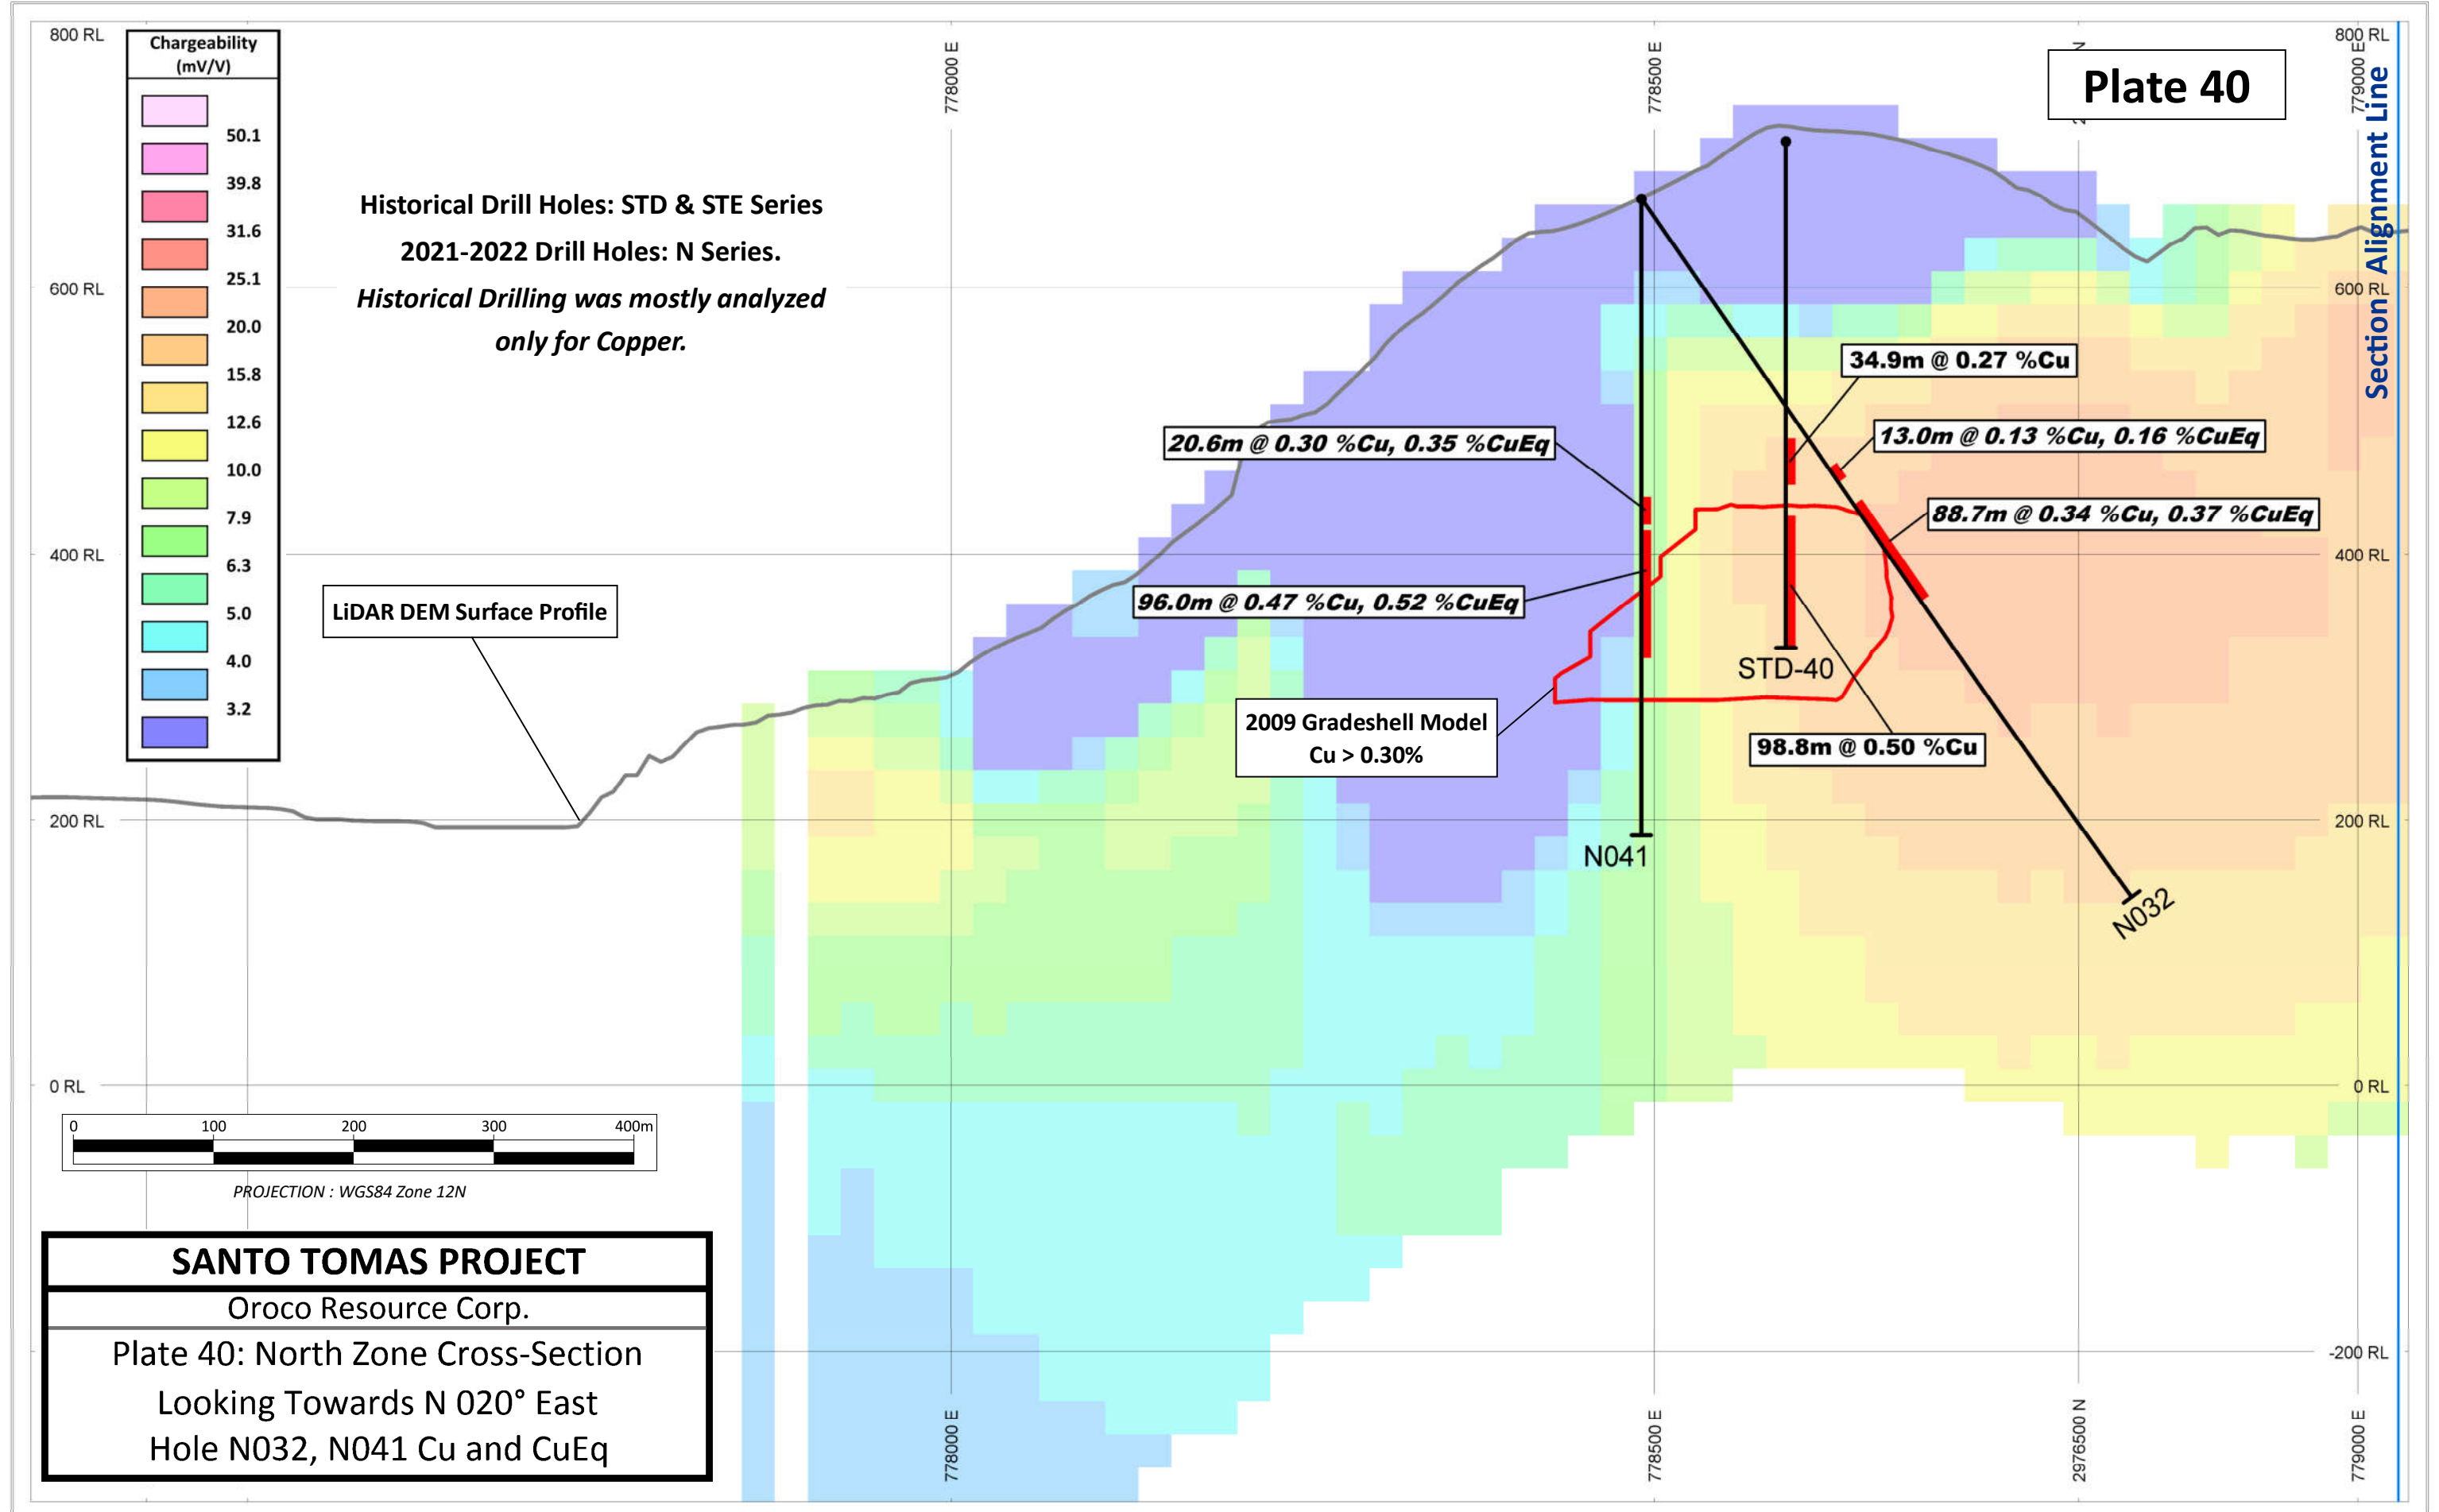 800 RL
Chargeability
(mV/V)
50.1
39.8
31.6
25.1
20.0
15.8
12.6
10.0
7.9
6.3
5.0
4.0
3.2
Historical Drill Holes: STD & STE Series
2021-2022 Drill Holes: N Series.
Historical Drilling was mostly analyzed
only for Copper.
778000 E
778500 E
N
779000 E
800 RL
Plate 40
Section Alignment Line
600 RL
600 RL
34.9m @ 0.27 %Cu
20.6m @ 0.30 %Cu, 0.35 %CuEq
13.0m @ 0.13 %Cu, 0.16 %CuEq
88.7m @ 0.34 %Cu, 0.37 %CuEq
400 RL
400 RL
LiDAR DEM Surface Profile
96.0m @ 0.47 %Cu, 0.52 %CuEq
STD-40
2009 Gradeshell Model
Cu > 0.30%
98.8m @ 0.50 %Cu
200 RL
200 RL
N041
N032
0 RL
0 RL
0 100 200 300 400m
PROJECTION : WGS84 Zone 12N
SANTO TOMAS PROJECT
Oroco Resource Corp.
Plate 40: North Zone Cross-Section
Looking Towards N 020° East
Hole N032, N041 Cu and CuEq
-200 RL
778000 E
778500 E
2976500 N
779000 E